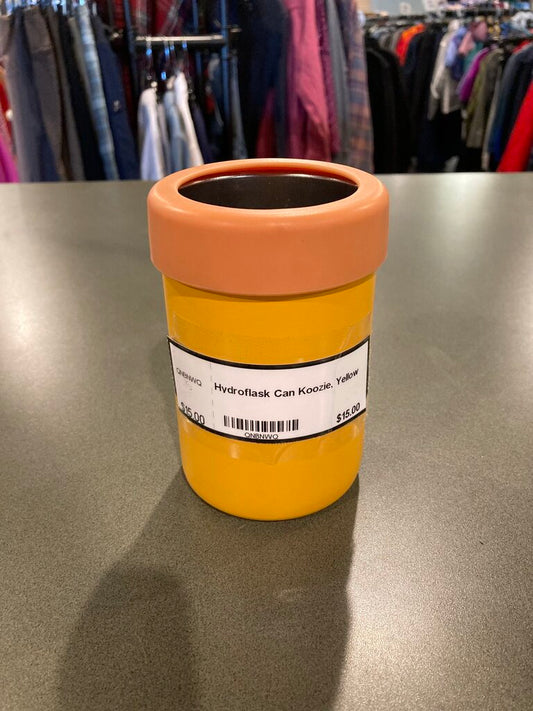 QNBNWQ
Hydroflask Can Koozie, Yellow
$15.00
$15.00
QNBNWQ